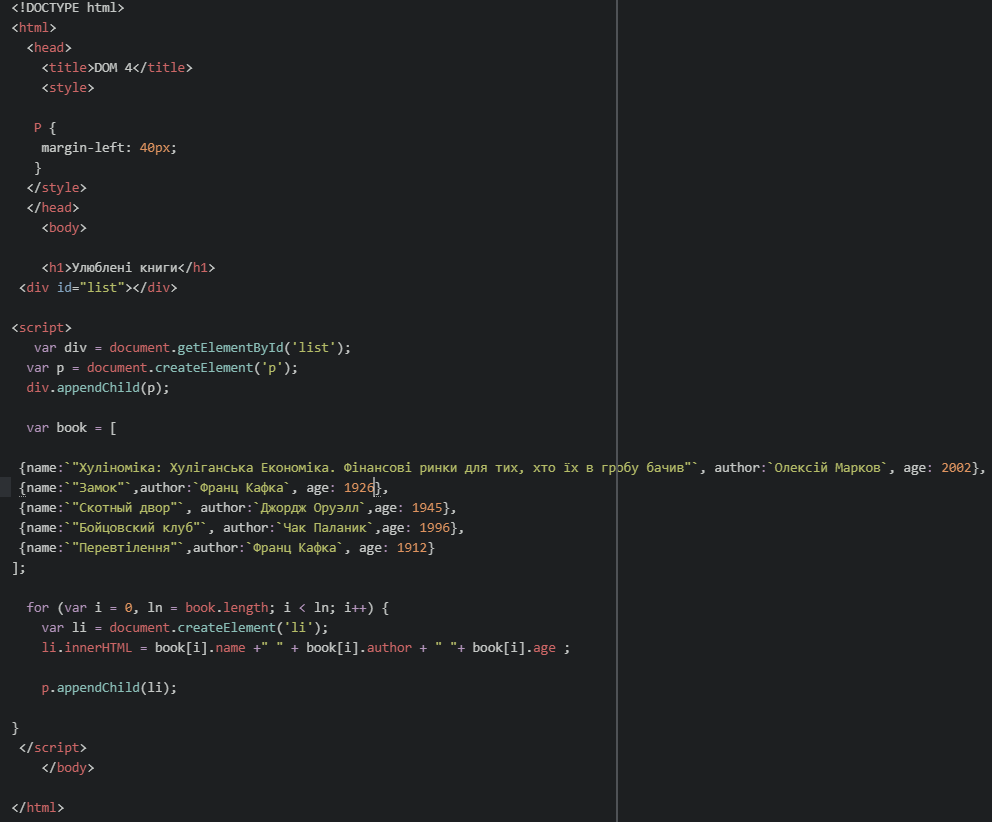 <!DOCTYPE html>
<html>
<head>
<title>DOM 4</title>
<style>
P {
margin-left: 40px;
}
</style>
</head>
<body>
<h1>Улюблені книги</h1>
<div id="list"></div>
<script>
var div = document.getElementById('list');
var p = document.createElement('p');
div.appendChild(p);
var book = [
{name:`"Хуліноміка: Хуліганська Економіка. Фінансові ринки для тих, хто їх в гробу бачив"`, author:`Олексій Марков`, age: 2002},
{name:`"Замок"`,author:`Франц Кафка`, age: 1926},
{name:`"Скотный двор"`, author:`Джордж Оруэлл`,age: 1945},
{name:`"Бойцовский клуб"`, author:`Чак Паланик`,age: 1996},
{name:`"Перевтілення"`,author:`Франц Кафка`, age: 1912}
];
for (var i = 0, ln = book.length; i < ln; i++) {
var li = document.createElement('li');
li.innerHTML = book[i].name +" " + book[i].author + " "+ book[i].age ;
p.appendChild(li);
}
</script>
</body>
</html>